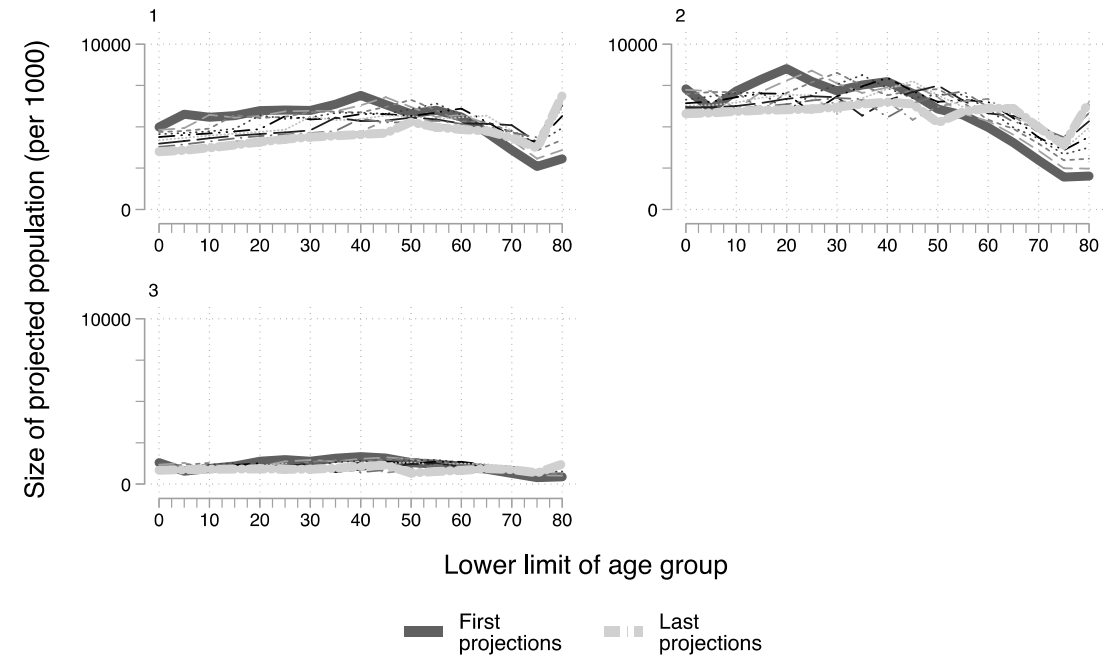 1
2
10000
0
0 10 20 30 40 50 60 70 80
10000
0
0 10 20 30 40 50 60 70 80
3
10000
0
0 10 20 30 40 50 60 70 80
Size of projected population (per 1000)
Lower limit of age group
First
projections
Last
projections